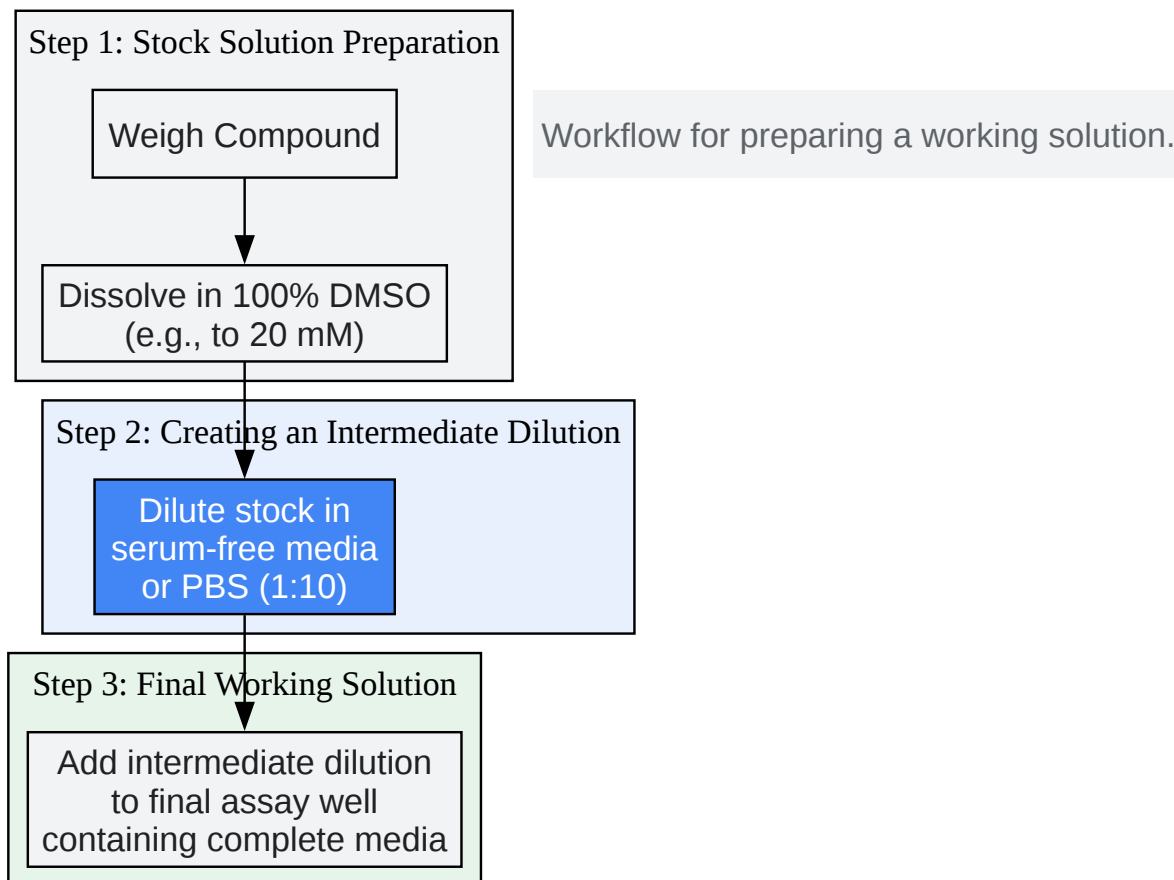 Step 1: Stock Solution Preparation
Weigh Compound
Workflow for preparing a working solution.
Dissolve in 100% DMSO
(e.g., to 20 mM)
Step 2: Creating an Intermediate Dilution
Dilute stock in
serum-free media
or PBS (1:10)
Step 3: Final Working Solution
Add intermediate dilution
to final assay well
containing complete media